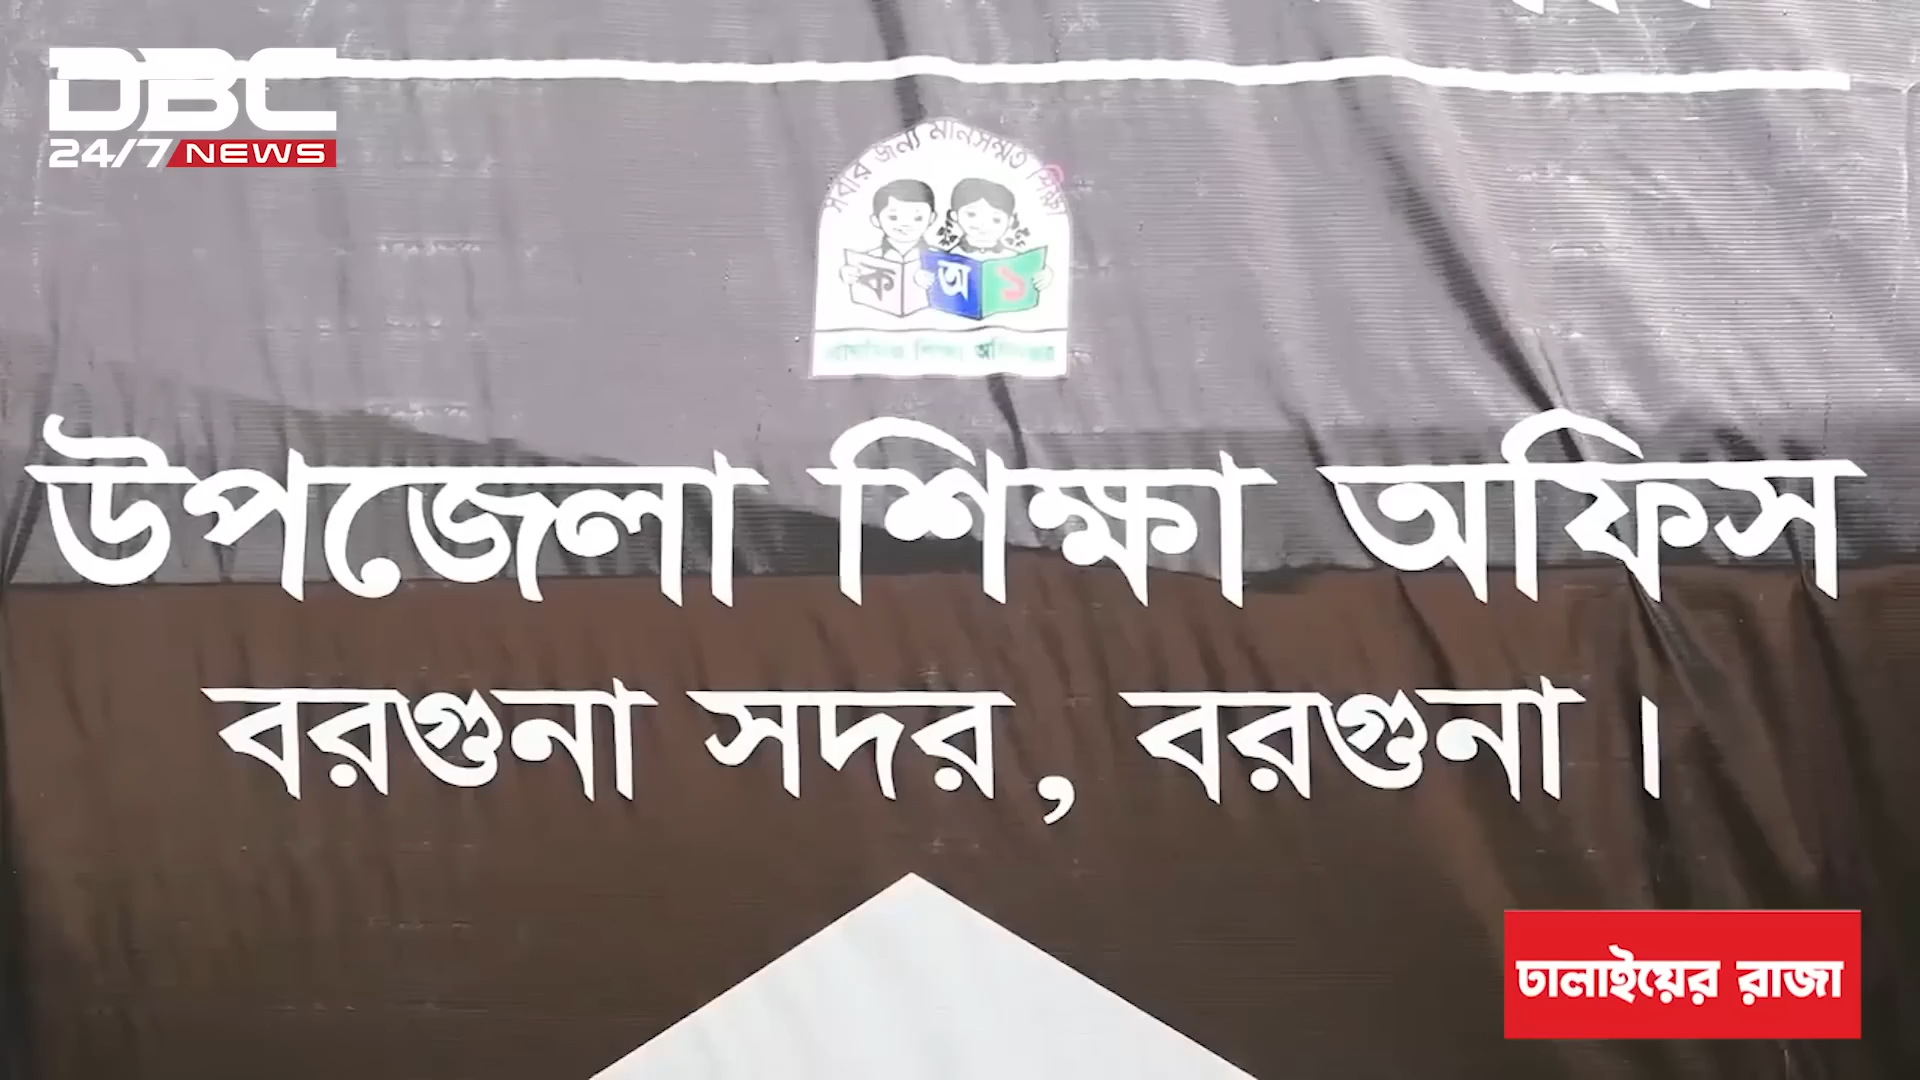 DBC
24/7 NEWS
সবার জন্য মানসম্মত শিক্ষা
ক অ ১
শিক্ষা
উপজেলা শিক্ষা অফিস
বরগুনা সদর, বরগুনা।
ঢালাইয়ের রাজা